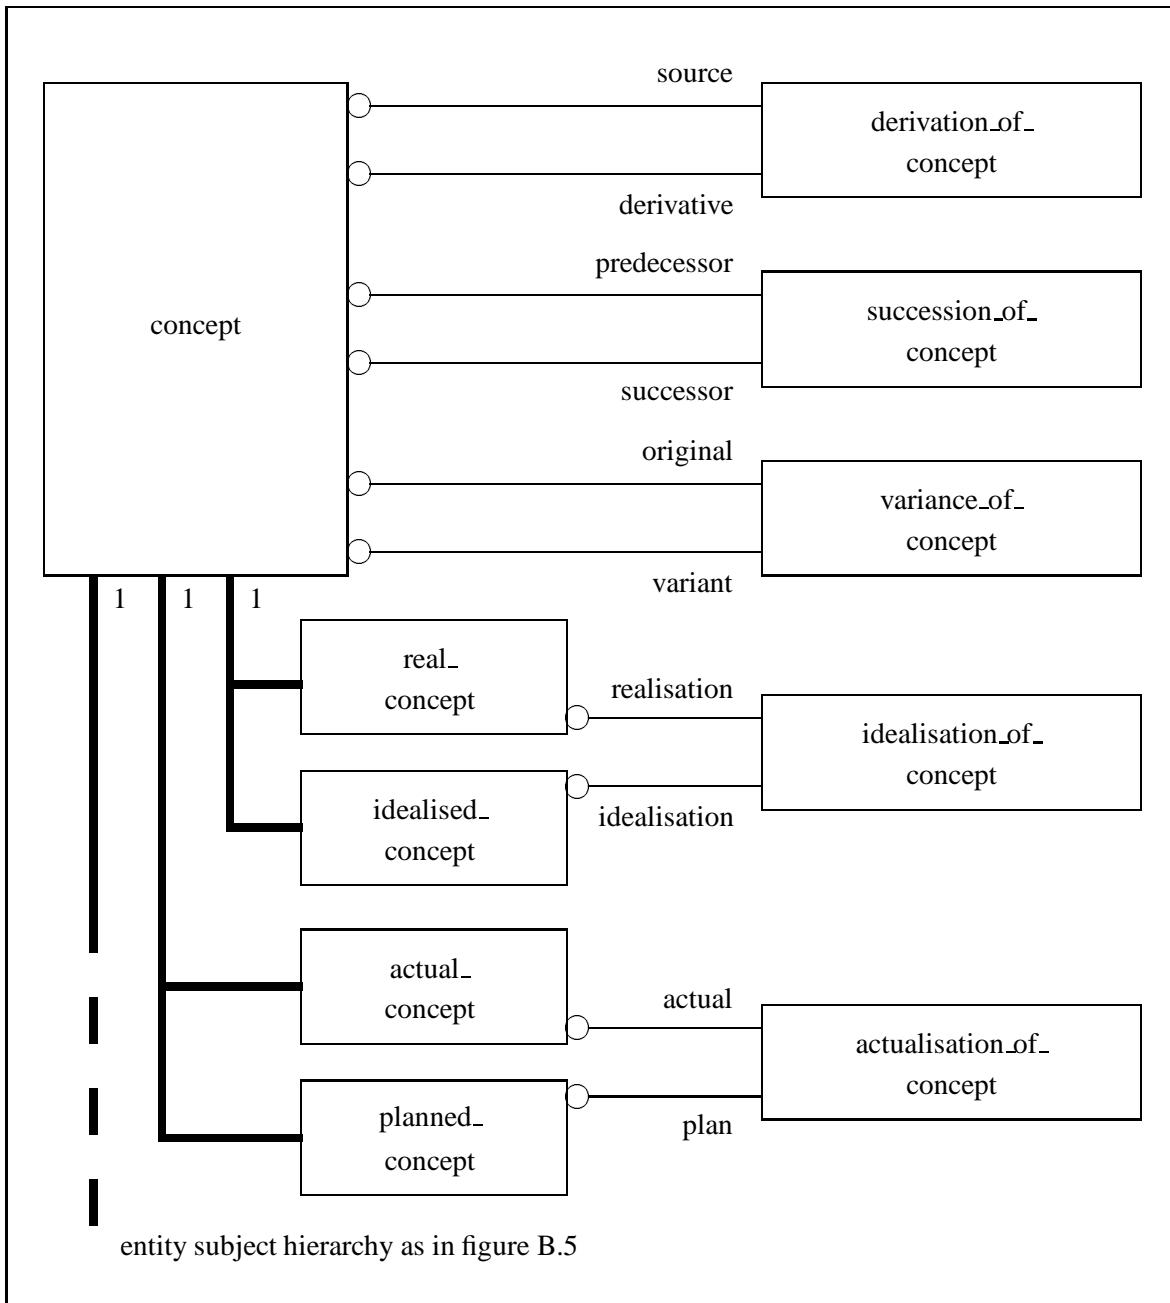 source
derivation_of_
concept
derivative
predecessor
succession_of_
concept
concept
successor
original
variance_of_
concept
variant
1 1 1
real_
concept
realisation
idealisation_of_
concept
idealised_
concept
idealisation
actual_
concept
actual
actualisation_of_
concept
planned_
concept
plan
entity subject hierarchy as in figure B.5